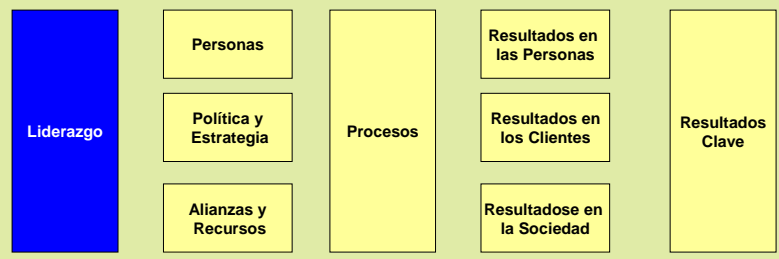 Liderazgo
Personas
Política y
Estrategia
Alianzas y
Recursos
Procesos
Resultados en
las Personas
Resultados en
los Clientes
Resultadose en
la Sociedad
Resultados
Clave